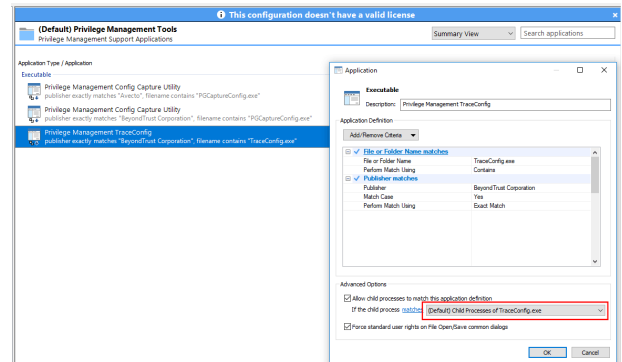 This configuration doesn't have a valid license
(Default) Privilege Management Tools
Privilege Management Support Applications
Summary View
Search applications
Application Type / Application
Executable
Privilege Management Config Capture Utility
publisher exactly matches "Avecto", filename contains "PGCaptureConfig.exe"
Privilege Management Config Capture Utility
publisher exactly matches "BeyondTrust Corporation", filename contains "PGCaptureConfig.exe"
Privilege Management TraceConfig
publisher exactly matches "BeyondTrust Corporation", filename contains "TraceConfig.exe"
Application
Executable
Description: Privilege Management TraceConfig
Application Definition
Add/Remove Criteria
File or Folder Name matches
File or Folder Name TraceConfig.exe
Perform Match Using Contains
Publisher matches
Publisher BeyondTrust Corporation
Match Case Yes
Perform Match Using Exact Match
Advanced Options
Allow child processes to match this application definition
If the child process matches (Default) Child Processes of TraceConfig.exe
Force standard user rights on File Open/Save common dialogs
OK Cancel